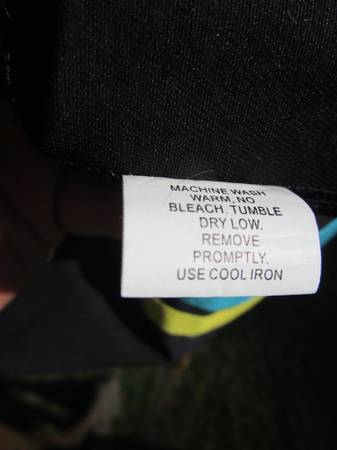 MACHINE WASH
WARM, NO
BLEACH. TUMBLE
DRY LOW.
REMOVE
PROMPTLY.
USE COOL IRON